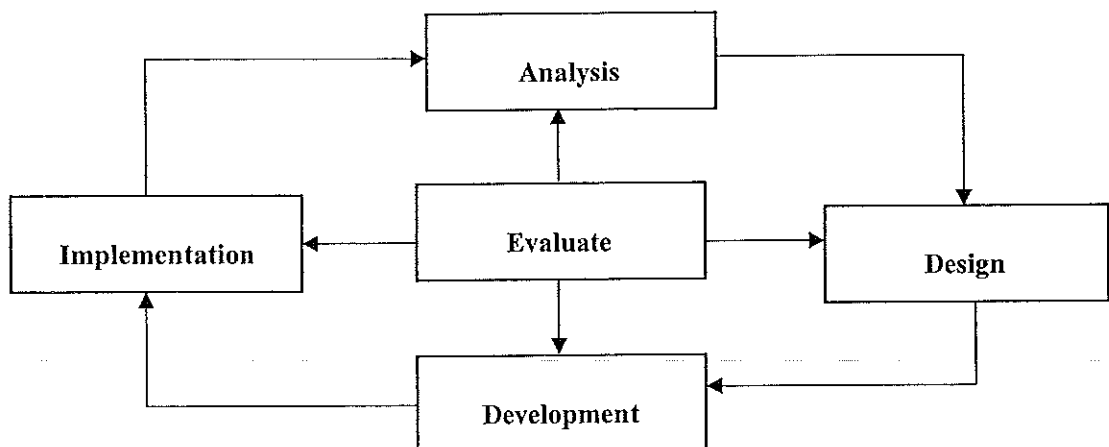 Analysis
Implementation
Evaluate
Design
Development